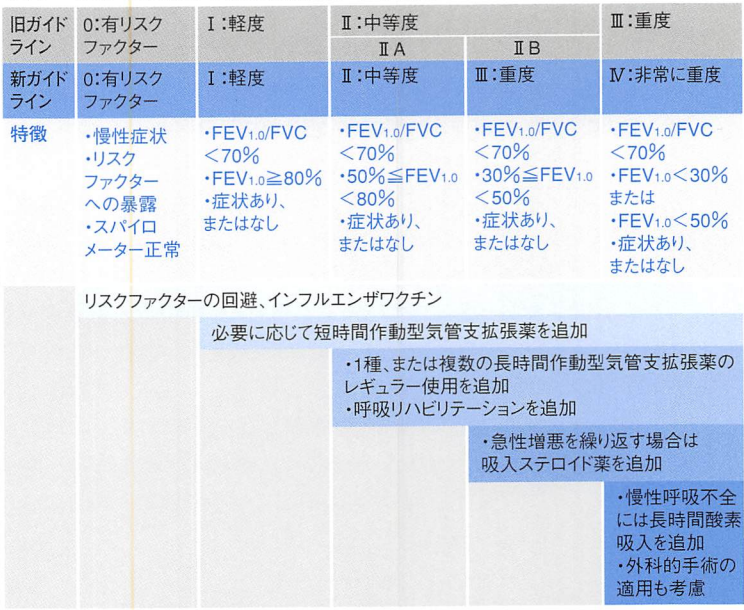 旧ガイド
ライン
0:有リスク
ファクター
Ⅰ:軽度
Ⅱ:中等度
ⅡA
ⅡB
Ⅲ:重度
新ガイド
ライン
0:有リスク
ファクター
Ⅰ:軽度
Ⅱ:中等度
Ⅲ:重度
Ⅳ:非常に重度
特徴
・慢性症状
・リスク
ファクター
への暴露
・スパイロ
メーター正常
・FEV1.0/FVC
<70%
・FEV1.0≧80%
・症状あり、
またはなし
・FEV1.0/FVC
<70%
・50%≦FEV1.0
<80%
・症状あり、
またはなし
・FEV1.0/FVC
<70%
・30%≦FEV1.0
<50%
・症状あり、
またはなし
・FEV1.0/FVC
<70%
・FEV1.0<30%
または
・FEV1.0<50%
・症状あり、
またはなし
リスクファクターの回避、インフルエンザワクチン
必要に応じて短時間作動型気管支拡張薬を追加
・1種、または複数の長時間作動型気管支拡張薬の
レギュラー使用を追加
・呼吸リハビリテーションを追加
・急性増悪を繰り返す場合は
吸入ステロイド薬を追加
・慢性呼吸不全
には長時間酸素
吸入を追加
・外科的手術の
適用も考慮